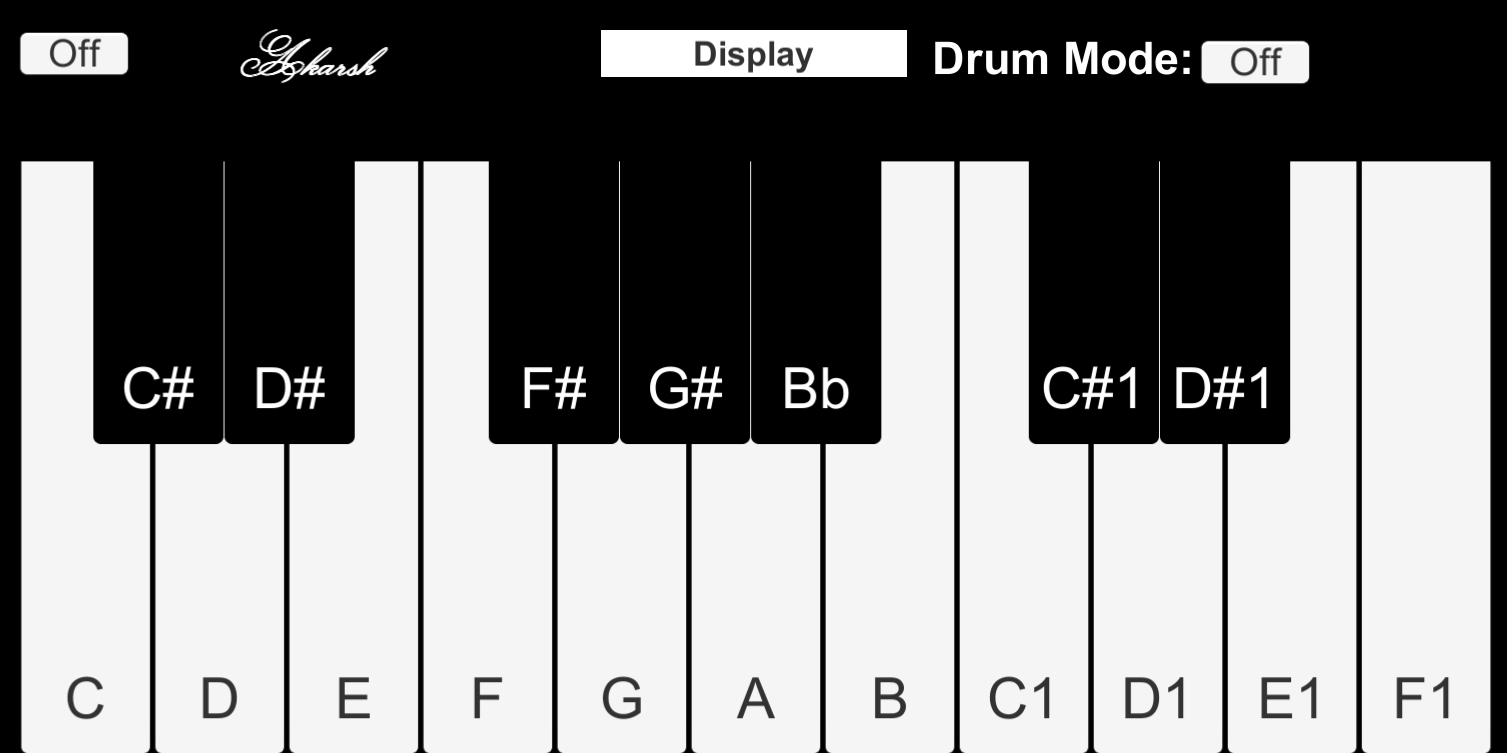 Off Akarsh Display Drum Mode: Off
C# D# F# G# Bb C#1 D#1
C D E F G A B C1 D1 E1 F1